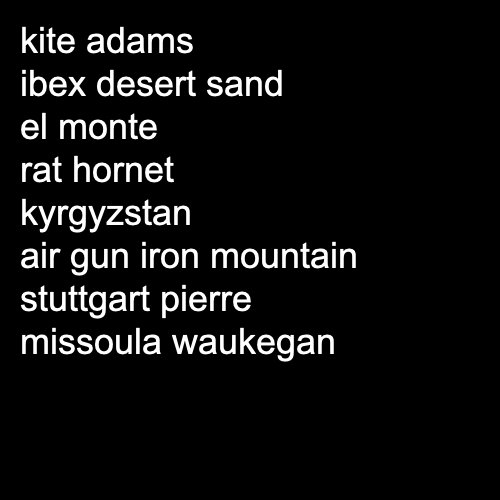 kite adams
ibex desert sand
el monte
rat hornet
kyrgyzstan
air gun iron mountain
stuttgart pierre
missoula waukegan